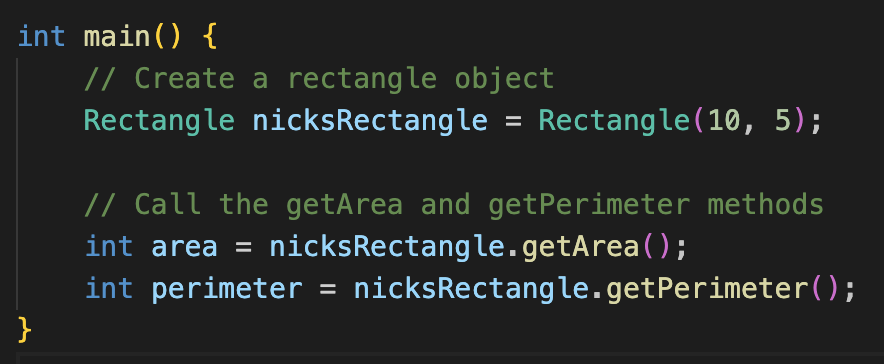 int main() {
    // Create a rectangle object
    Rectangle nicksRectangle = Rectangle(10, 5);

    // Call the getArea and getPerimeter methods
    int area = nicksRectangle.getArea();
    int perimeter = nicksRectangle.getPerimeter();
}